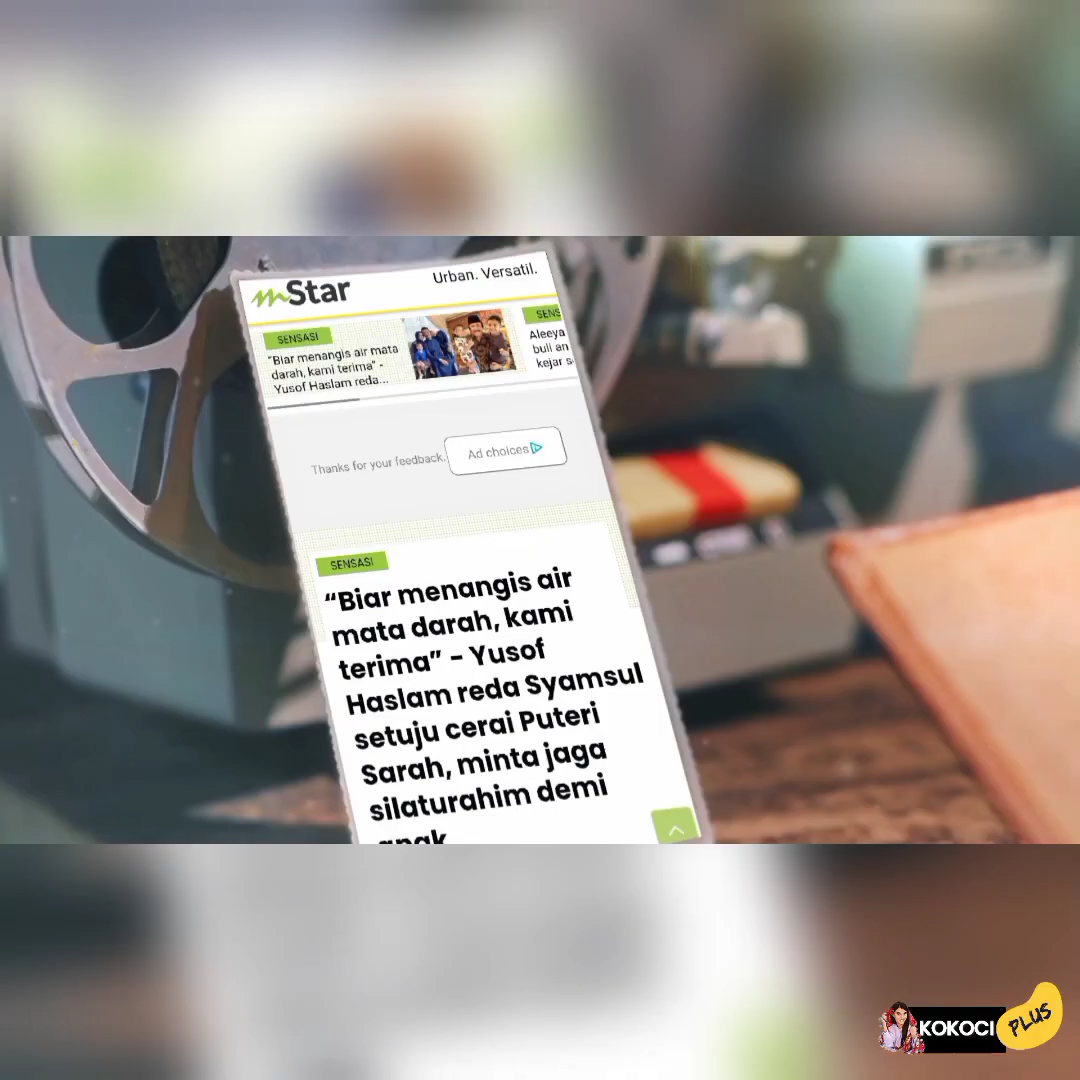 mStar
Urban. Versatil.
SENSASI
"Biar menangis air mata
darah, kami terima" -
Yusof Haslam reda...
SENS
Aleeya
buli an
kejar s
Thanks for your feedback.
Ad choices
SENSASI
“Biar menangis air
mata darah, kami
terima” - Yusof
Haslam reda Syamsul
setuju cerai Puteri
Sarah, minta jaga
silaturahim demi
anak
KOKOCI
PLUS